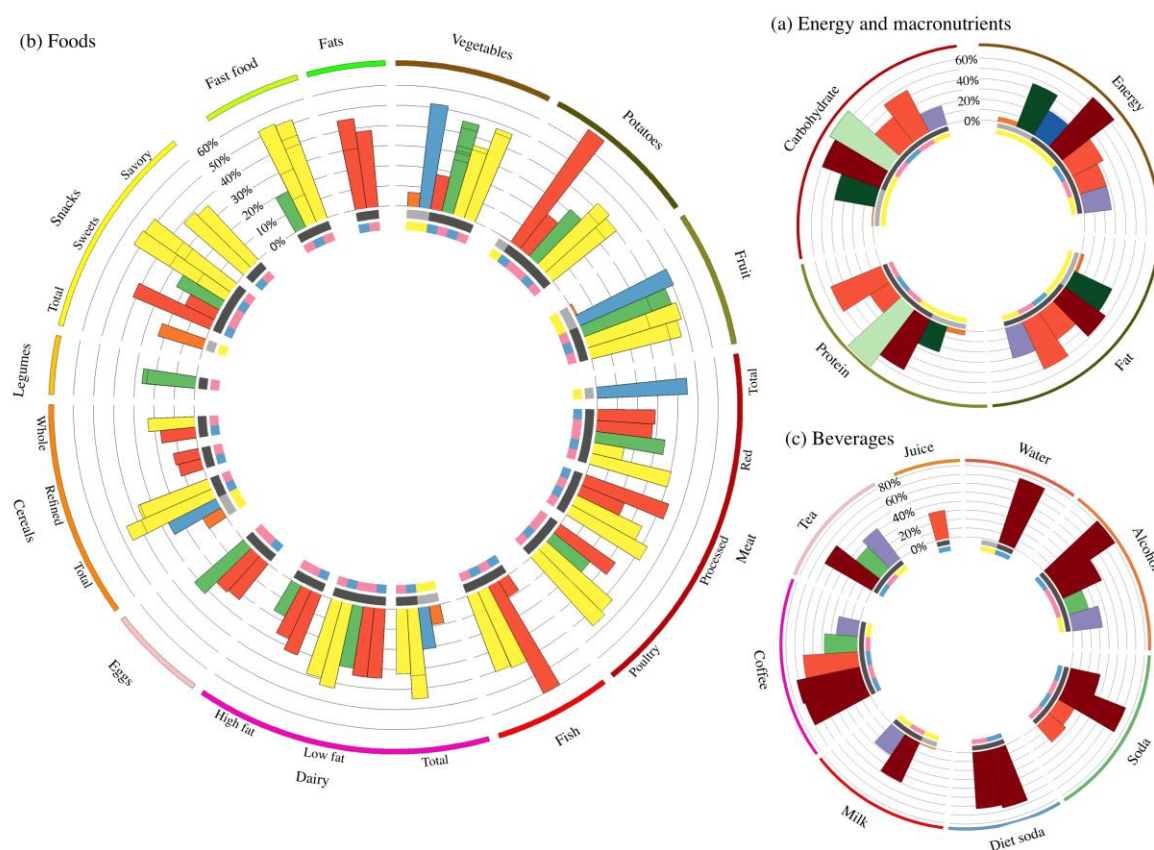 (b) Foods
Fats
Vegetables
Fast food
Potatoes
Savory
Snacks
Sweets
Total
Fruit
60%
50%
40%
30%
20%
10%
0%
Legumes
Whole
Refined
Cereals
Total
Eggs
High fat
Low fat
Total
Dairy
Fish
Poultry
Processed
Meat
Red
Total
(a) Energy and macronutrients
60%
40%
20%
0%
Carbohydrate
Energy
Protein
Fat
(c) Beverages
Juice
Water
80%
60%
40%
20%
0%
Tea
Alcohol
Coffee
Soda
Milk
Diet soda